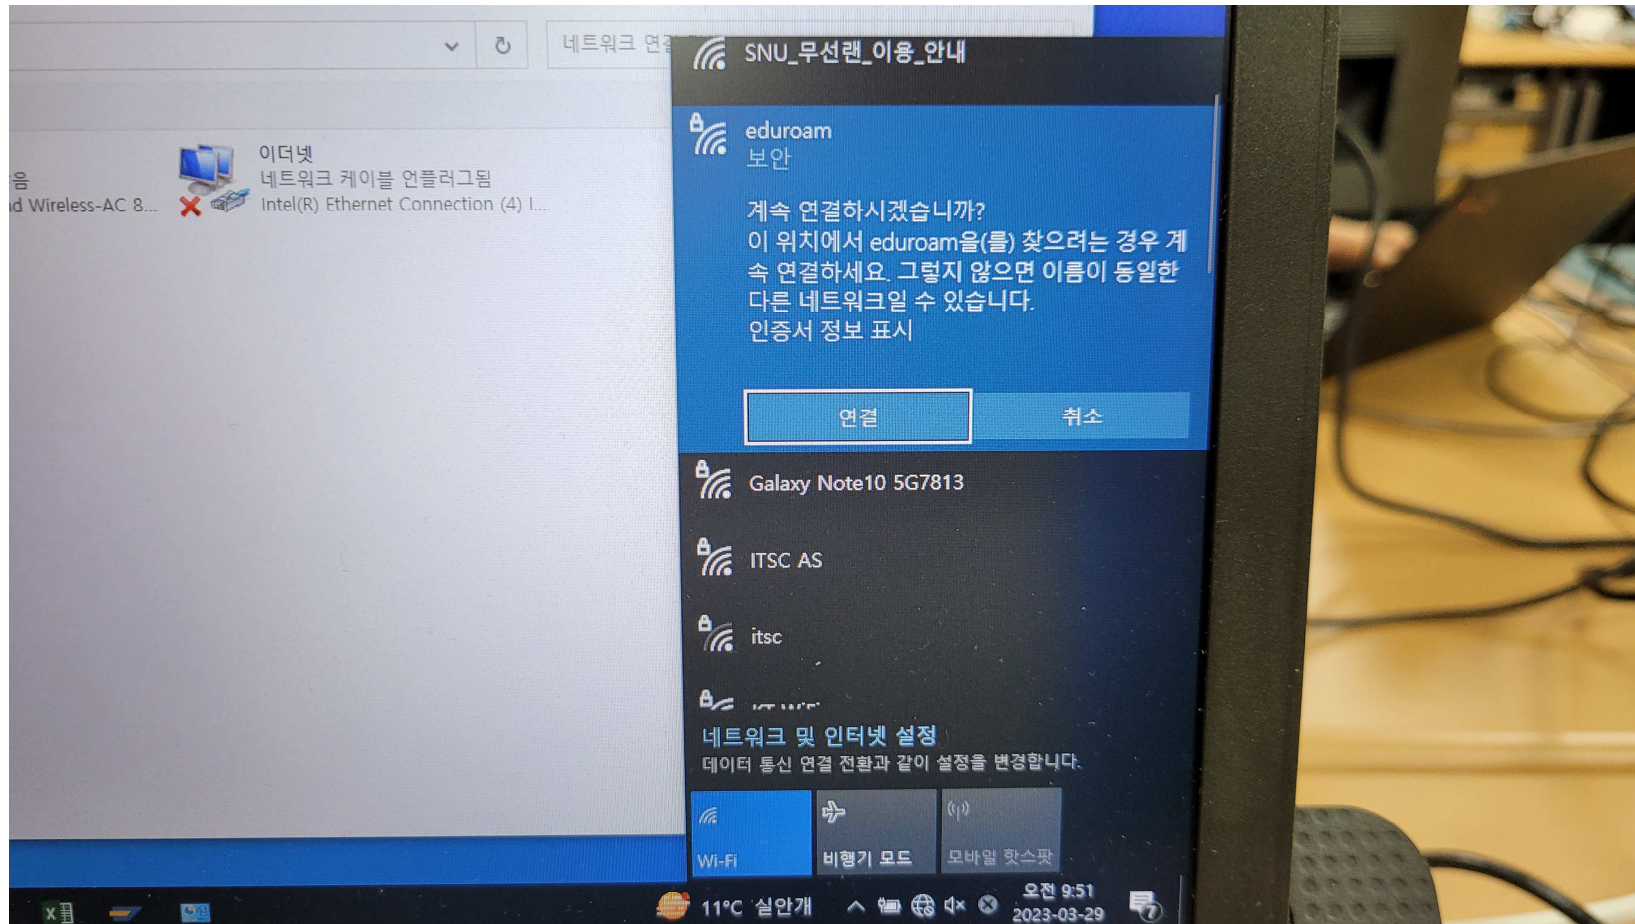 네트워크 연결
이더넷
네트워크 케이블 언플러그됨
Intel(R) Ethernet Connection (4) I...
음
nd Wireless-AC 8...
SNU_무선랜_이용_안내
eduroam
보안
계속 연결하시겠습니까?
이 위치에서 eduroam을(를) 찾으려는 경우 계
속 연결하세요. 그렇지 않으면 이름이 동일한
다른 네트워크일 수 있습니다.
인증서 정보 표시
연결
취소
Galaxy Note10 5G7813
ITSC AS
itsc
네트워크 및 인터넷 설정
데이터 통신 연결 전환과 같이 설정을 변경합니다.
Wi-Fi
비행기 모드
모바일 핫스팟
11°C 실안개
오전 9:51
2023-03-29
7